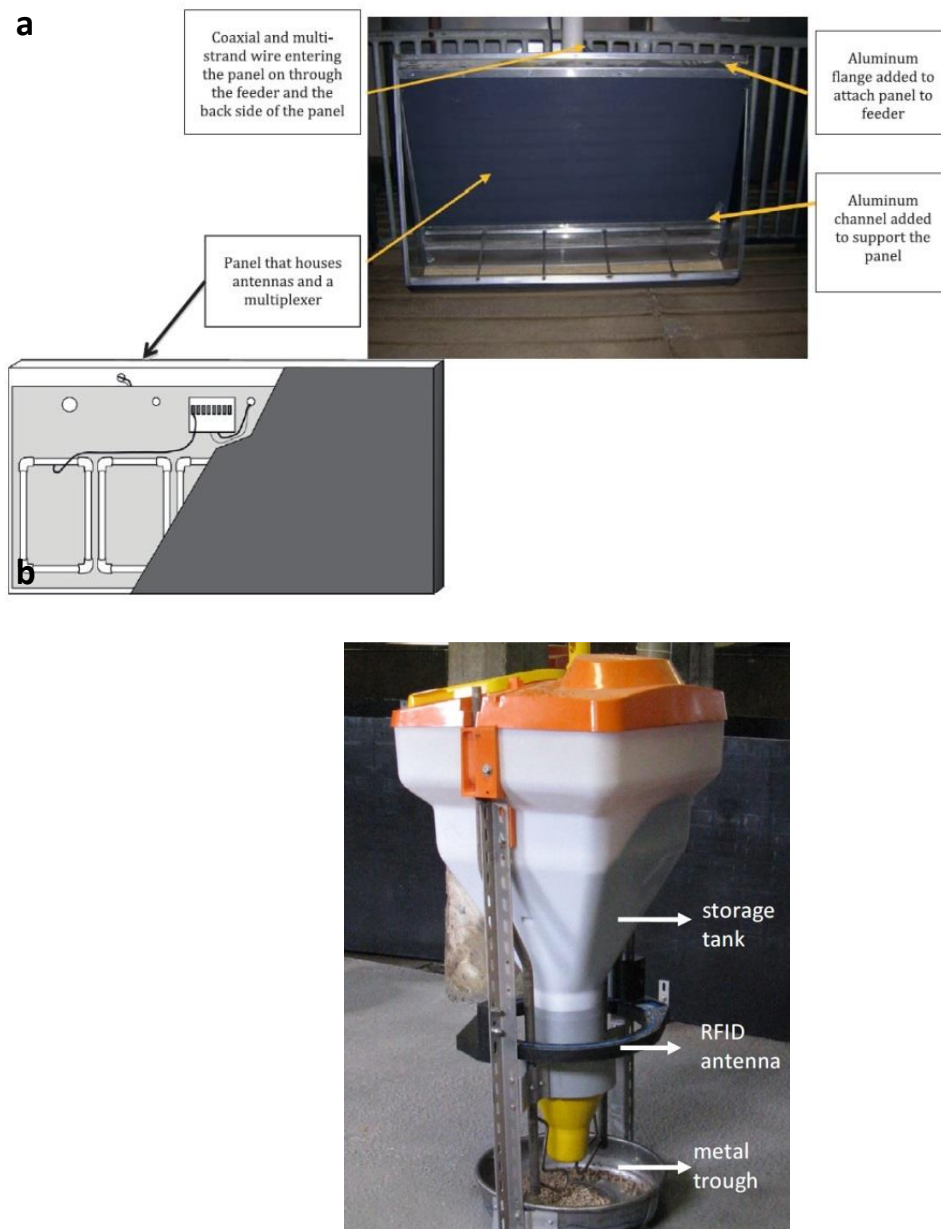 a
Coaxial and multi-
strand wire entering
the panel on through
the feeder and the
back side of the panel
Aluminum
flange added to
attach panel to
feeder
Aluminum
channel added
to support the
panel
Panel that houses
antennas and a
multiplexer
b
storage
tank
RFID
antenna
metal
trough